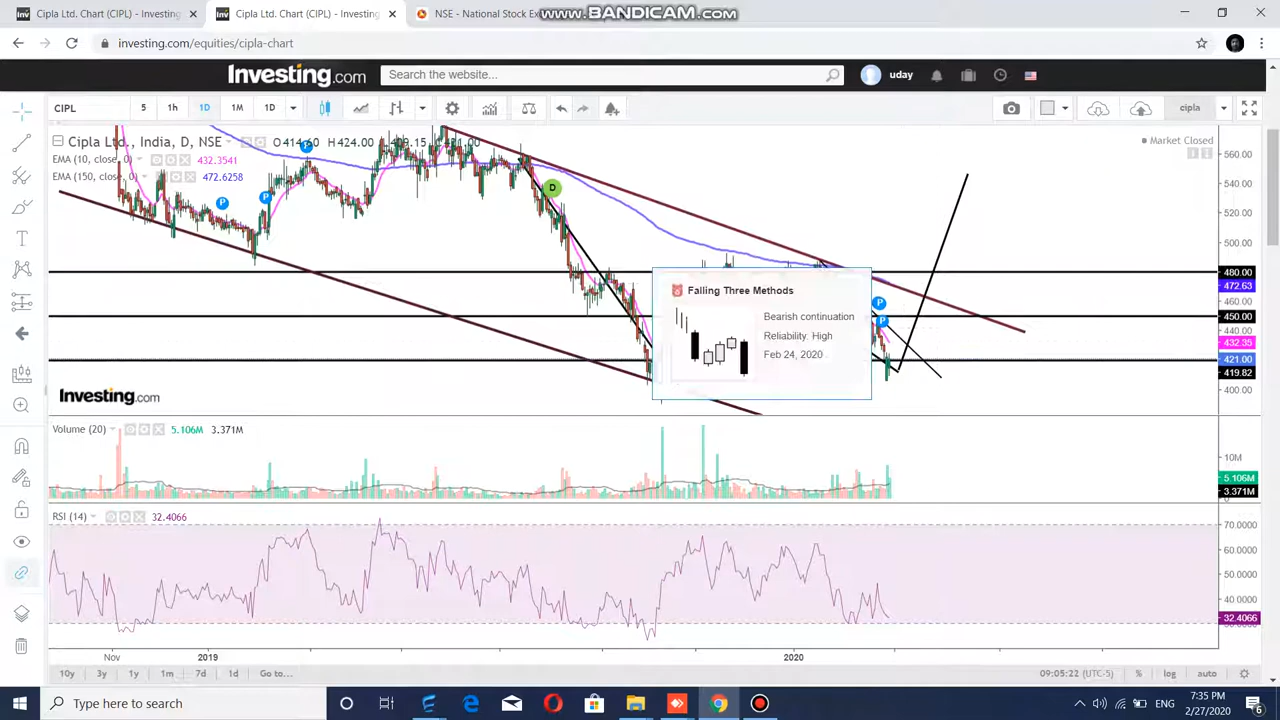 Cipla Ltd. Chart (CIPL) - Investing
Cipla Ltd. Chart (CIPL) - Investing
NSE - National Stock Ex
www.BANDICAM.com
investing.com/equities/cipla-chart
Investing.com
Search the website...
uday
CIPL
5
1h
1D
1M
1D
cipla
Cipla Ltd., India, D, NSE
H 424.00
Market Closed
EMA (10, close, 0)
432.3541
EMA (150, close, 0)
472.6258
P
P
P
D
P
P
Falling Three Methods
Bearish continuation
Reliability: High
Feb 24, 2020
560.00
540.00
520.00
500.00
480.00
472.63
460.00
450.00
440.00
432.35
421.00
419.82
400.00
Investing.com
Volume (20)
5.106M
3.371M
10M
5.106M
3.371M
RSI (14)
32.4066
70.0000
60.0000
50.0000
40.0000
32.4066
Nov
2019
2020
10y
3y
1y
1m
7d
1d
Go to...
09:05:22 (UTC-5)
%
log
auto
Type here to search
ENG
7:35 PM
2/27/2020
6